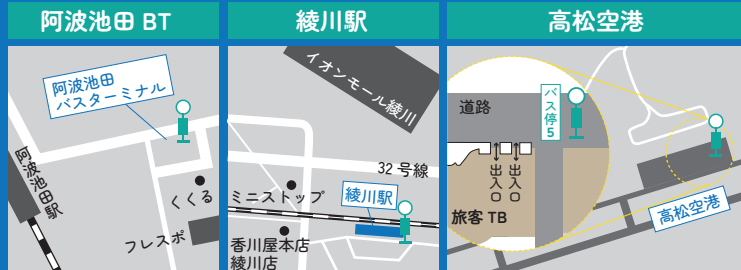 阿波池田 BT
阿波池田
バスターミナル
阿波池田駅
くくる
フレスポ
綾川駅
イオンモール綾川
32号線
ミニストップ
綾川駅
香川屋本店
綾川店
高松空港
道路
バス停5
出入口
出入口
旅客 TB
高松空港